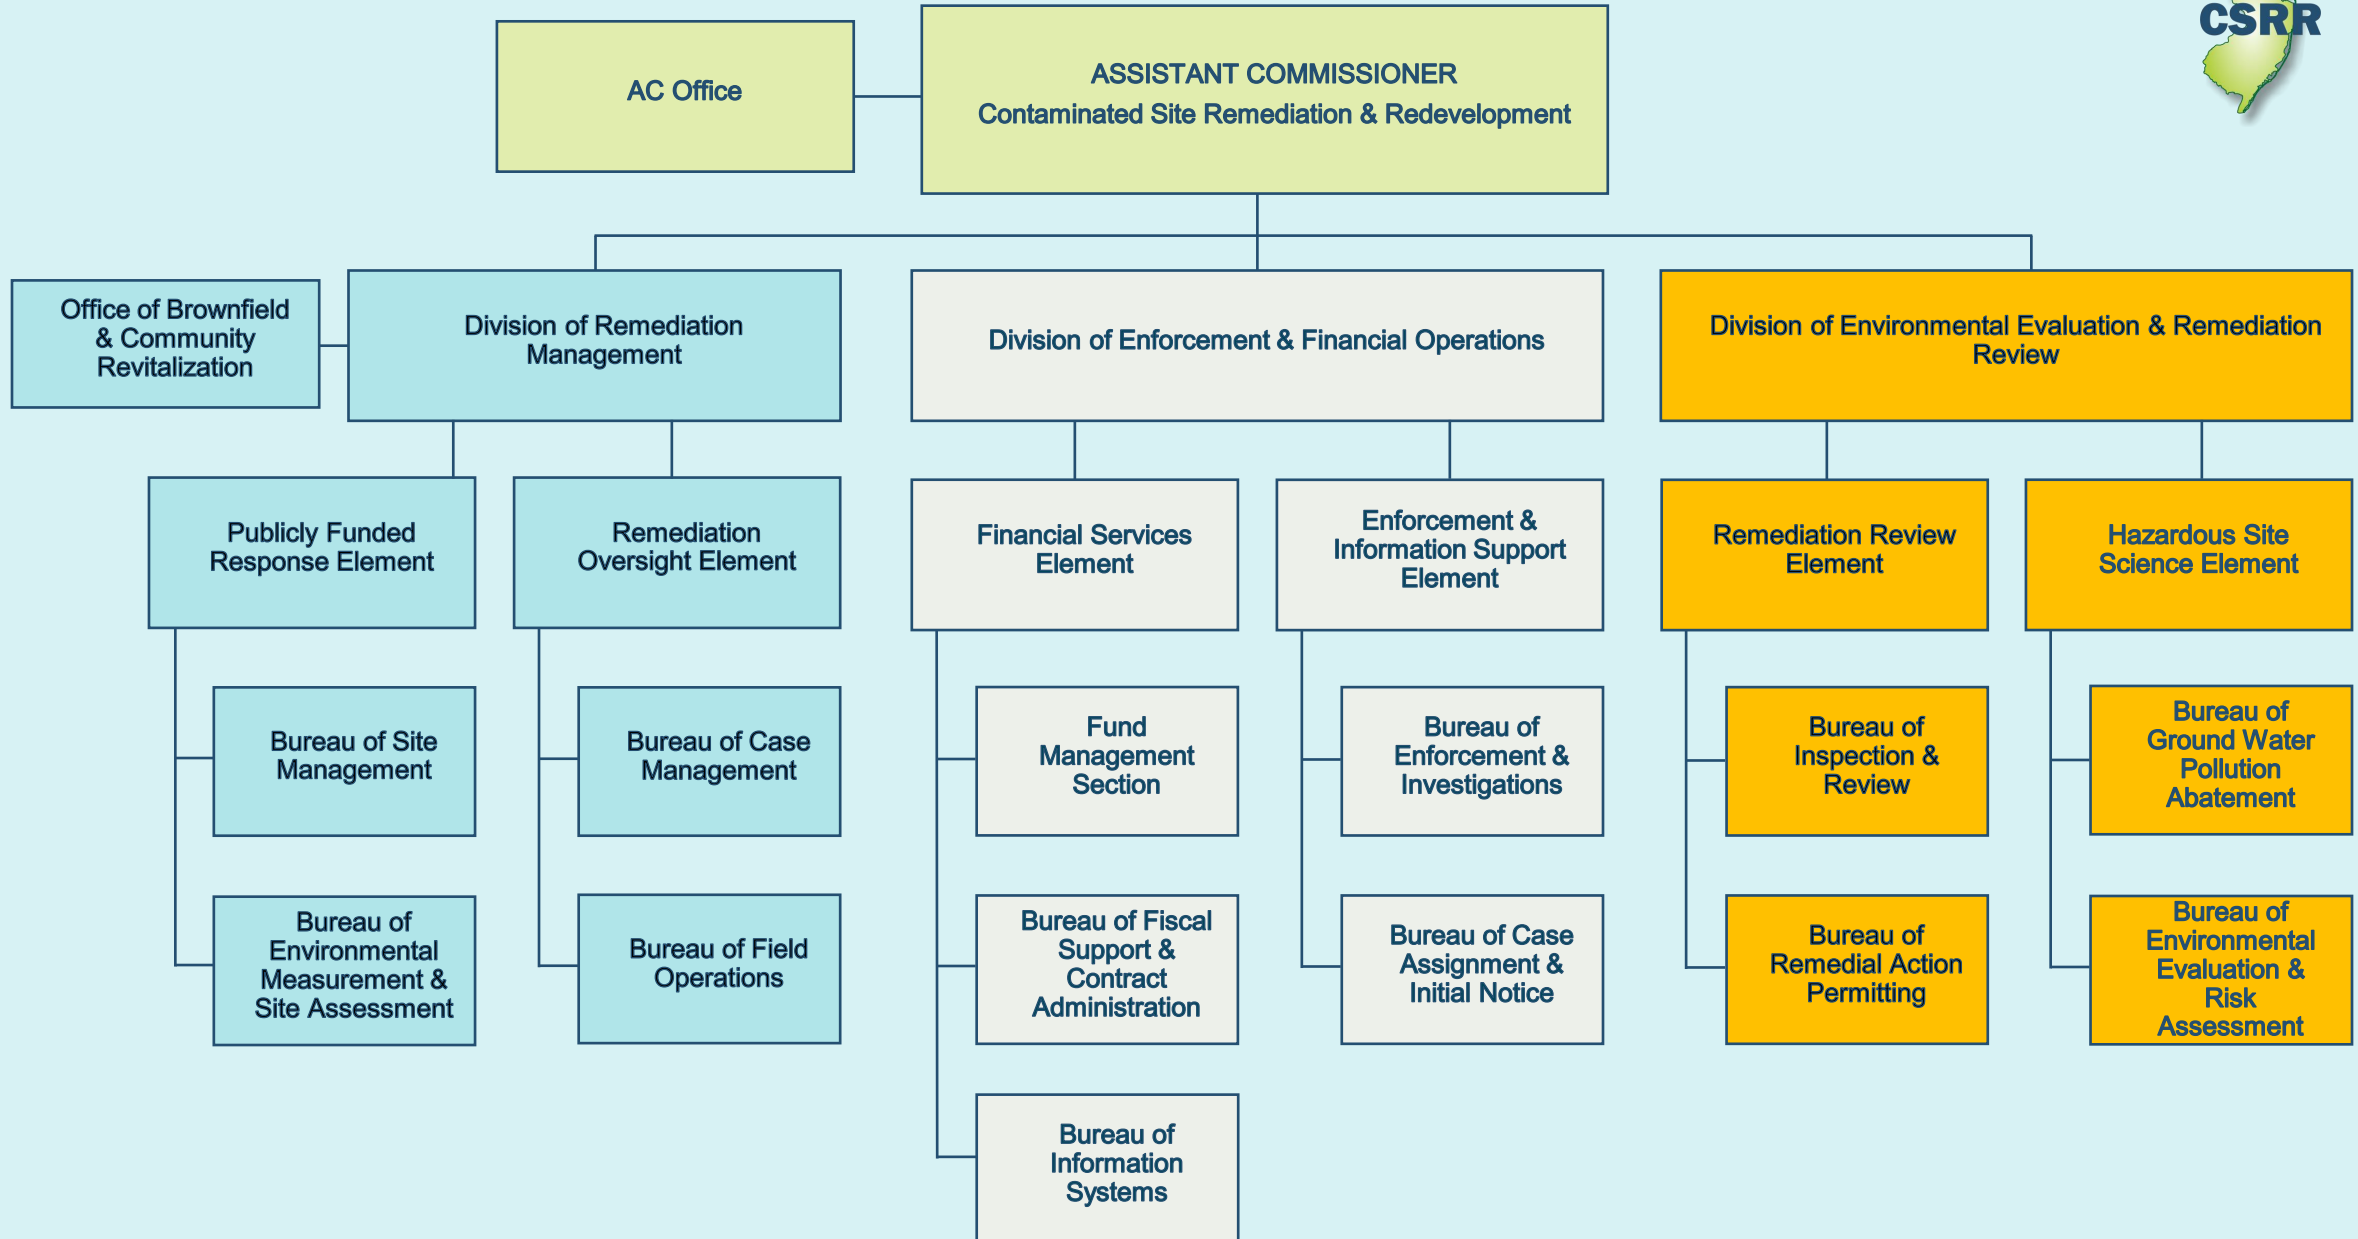 CSRR
AC Office
ASSISTANT COMMISSIONER
Contaminated Site Remediation & Redevelopment
Office of Brownfield
& Community
Revitalization
Division of Remediation
Management
Division of Enforcement & Financial Operations
Division of Environmental Evaluation & Remediation
Review
Publicly Funded
Response Element
Remediation
Oversight Element
Financial Services
Element
Enforcement &
Information Support
Element
Remediation Review
Element
Hazardous Site
Science Element
Bureau of Site
Management
Bureau of Case
Management
Fund
Management
Section
Bureau of
Enforcement &
Investigations
Bureau of
Inspection &
Review
Bureau of
Ground Water
Pollution
Abatement
Bureau of
Environmental
Measurement &
Site Assessment
Bureau of Field
Operations
Bureau of Fiscal
Support &
Contract
Administration
Bureau of Case
Assignment &
Initial Notice
Bureau of
Remedial Action
Permitting
Bureau of
Environmental
Evaluation &
Risk
Assessment
Bureau of
Information
Systems